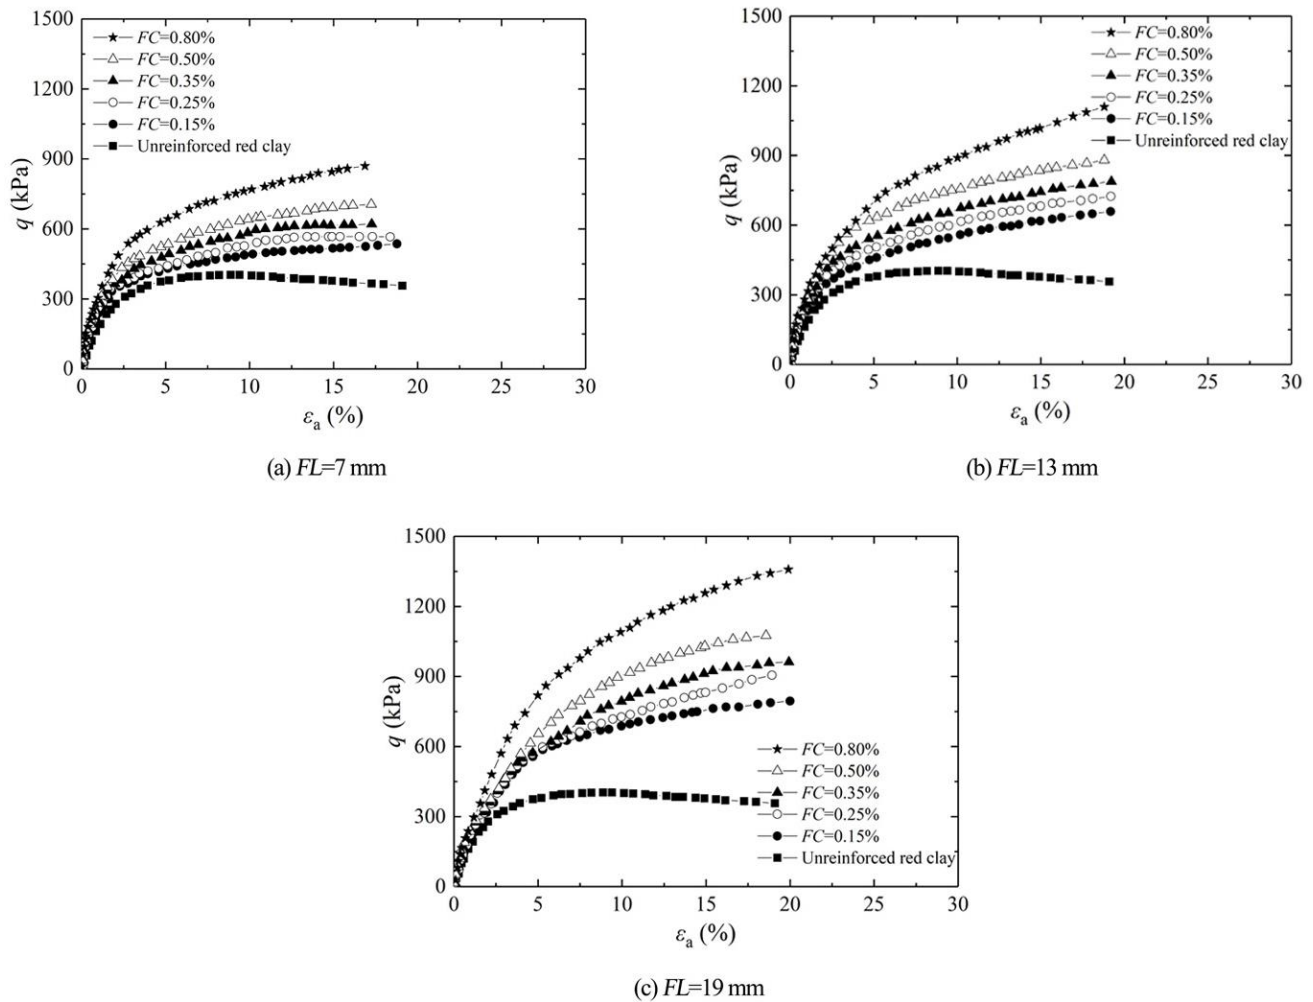 1500
1200
900
600
300
0
q (kPa)
FC=0.80%
FC=0.50%
FC=0.35%
FC=0.25%
FC=0.15%
Unreinforced red clay
0 5 10 15 20 25 30
εa (%)
(a) FL=7 mm
1500
1200
900
600
300
0
q (kPa)
FC=0.80%
FC=0.50%
FC=0.35%
FC=0.25%
FC=0.15%
Unreinforced red clay
0 5 10 15 20 25 30
εa (%)
(b) FL=13 mm
1500
1200
900
600
300
0
q (kPa)
FC=0.80%
FC=0.50%
FC=0.35%
FC=0.25%
FC=0.15%
Unreinforced red clay
0 5 10 15 20 25 30
εa (%)
(c) FL=19 mm